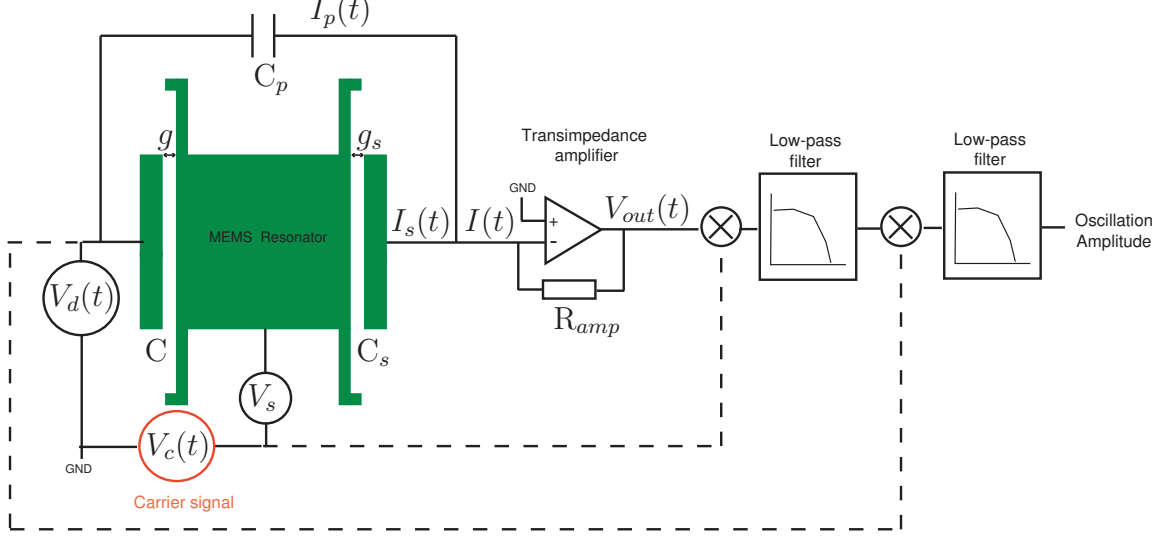 I_p(t)
C_p
g
g_s
Transimpedance
amplifier
Low-pass
filter
Low-pass
filter
GND
MEMS Resonator
I_s(t)
I(t)
+
-
V_out(t)
Oscillation
Amplitude
V_d(t)
R_amp
C
C_s
V_s
V_c(t)
GND
Carrier signal